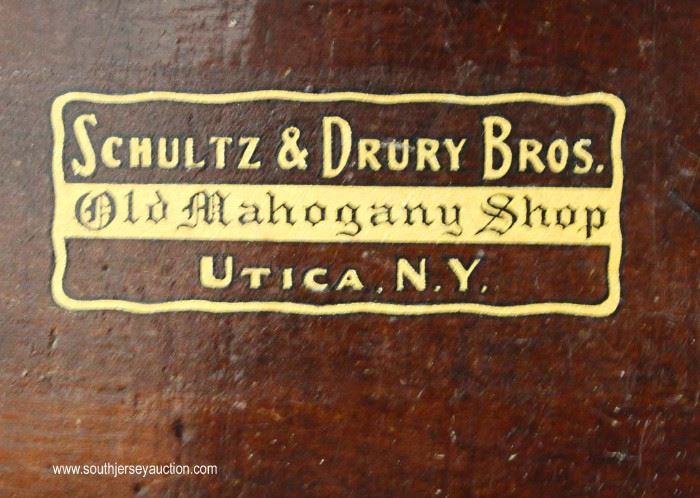 Schultz & Drury Bros.
Old Mahogany Shop
Utica, N.Y.
www.southjerseyauction.com